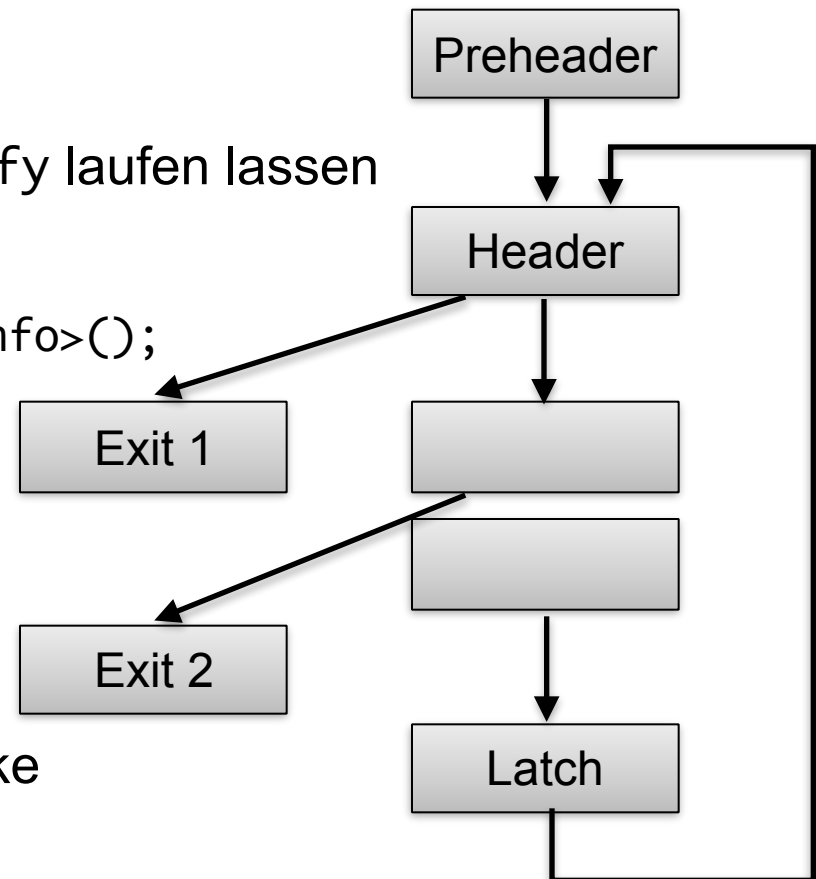 Preheader
fy laufen lassen
Header
nfo>();
Exit 1
Exit 2
ke
Latch